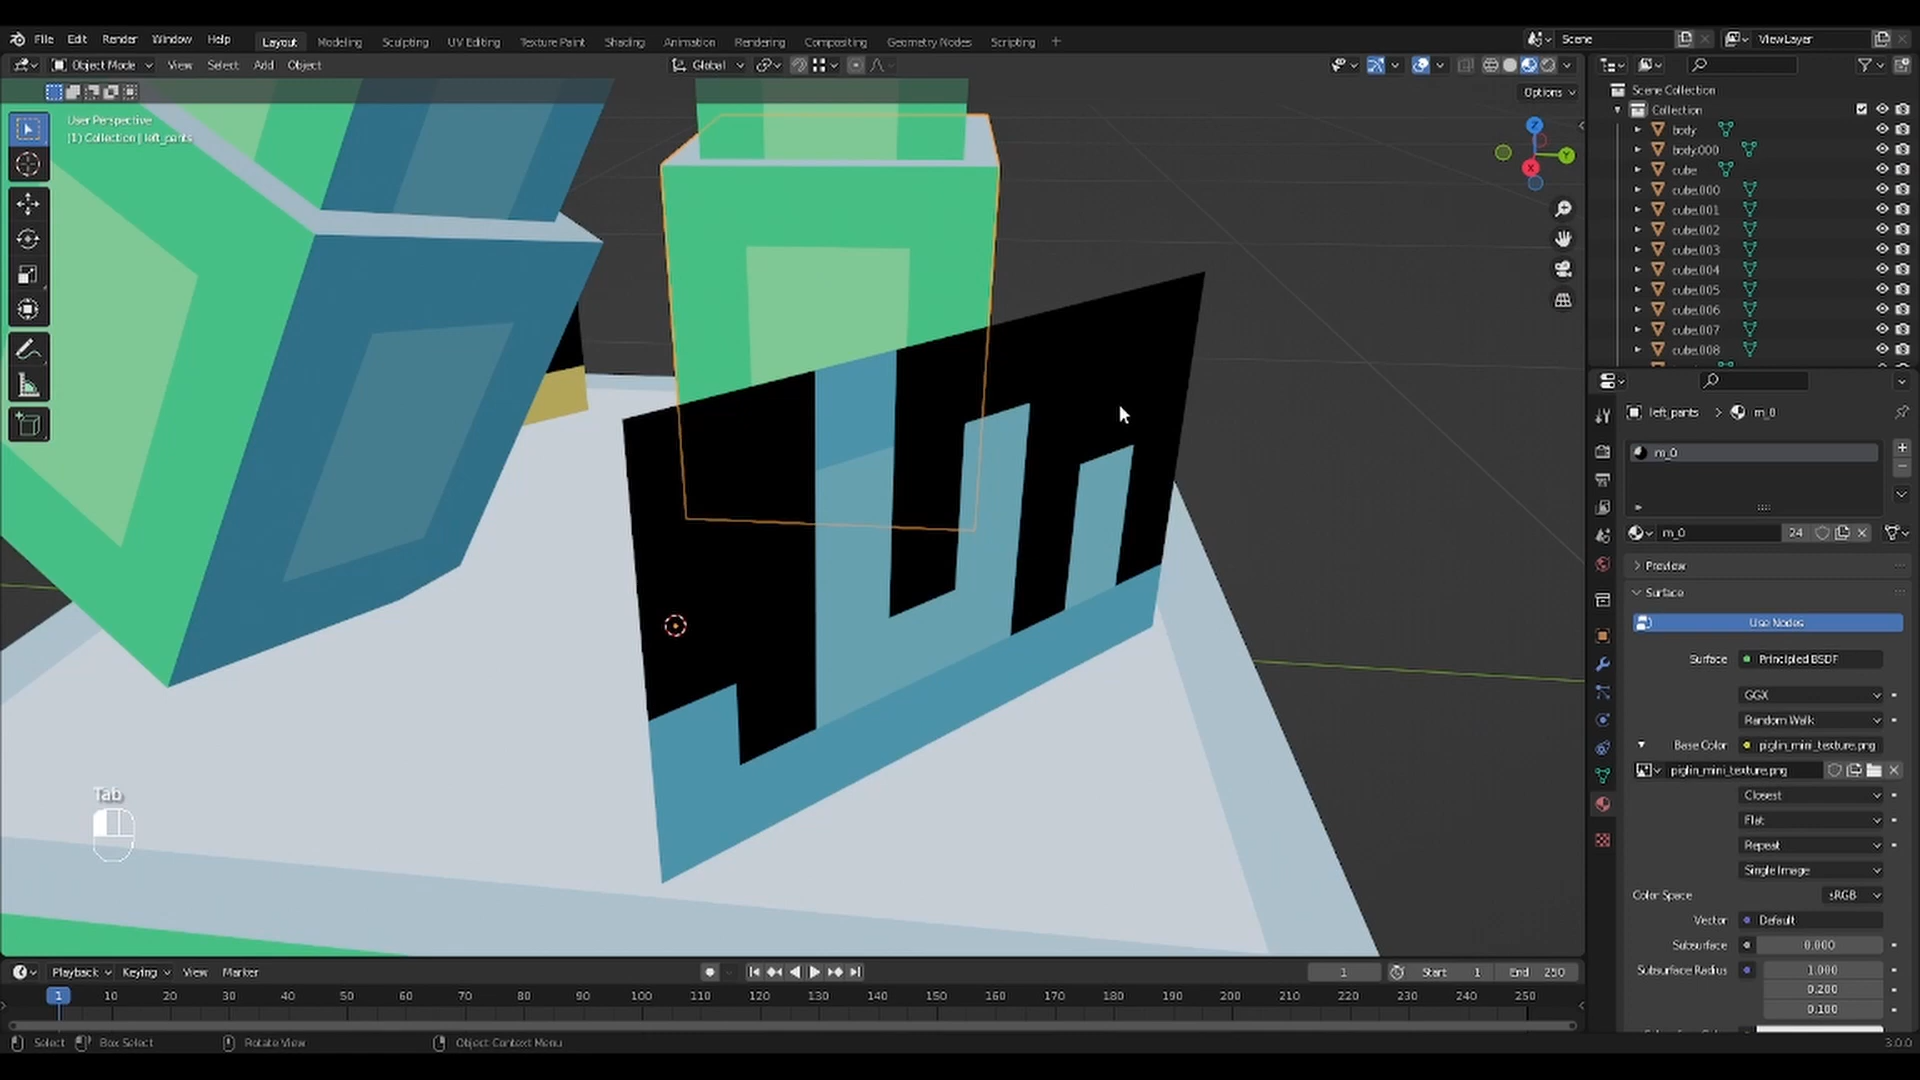 File Edit Render Window Help Layout Modeling Sculpting UV Editing Texture Paint Shading Animation Rendering Compositing Geometry Nodes Scripting + Scene ViewLayer
Object Mode View Select Add Object Global
Options
User Perspective
(1) Collection | left_pants
Z
Y
X
Scene Collection
Collection
body
body.000
cube
cube.000
cube.001
cube.002
cube.003
cube.004
cube.005
cube.006
cube.007
cube.008
left_pants > m_0
m_0
m_0 24
Preview
Surface
Use Nodes
Surface Principled BSDF
GGX
Random Walk
Base Color piglin_mini_texture.png
piglin_mini_texture.png
Closest
Flat
Repeat
Single Image
Color Space sRGB
Vector Default
Subsurface 0.000
Subsurface Radius 1.000
0.200
0.100
Tab
Playback Keying View Marker 1 Start 1 End 250
1 10 20 30 40 50 60 70 80 90 100 110 120 130 140 150 160 170 180 190 200 210 220 230 240 250
Select Box Select Rotate View Object Context Menu 3.0.0